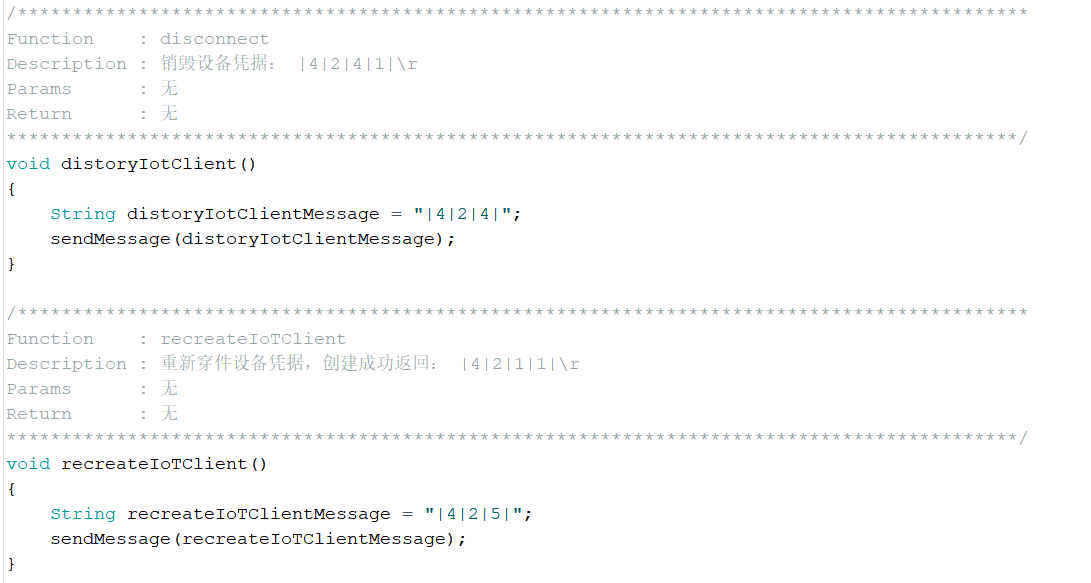 /********************************************************************************************
Function    : disconnect
Description : 销毁设备凭据： |4|2|4|1|\r
Params      : 无
Return      : 无
********************************************************************************************/
void distoryIotClient()
{
    String distoryIotClientMessage = "|4|2|4|";
    sendMessage(distoryIotClientMessage);
}
/********************************************************************************************
Function    : recreateIoTClient
Description : 重新穿件设备凭据，创建成功返回： |4|2|1|1|\r
Params      : 无
Return      : 无
********************************************************************************************/
void recreateIoTClient()
{
    String recreateIoTClientMessage = "|4|2|5|";
    sendMessage(recreateIoTClientMessage);
}